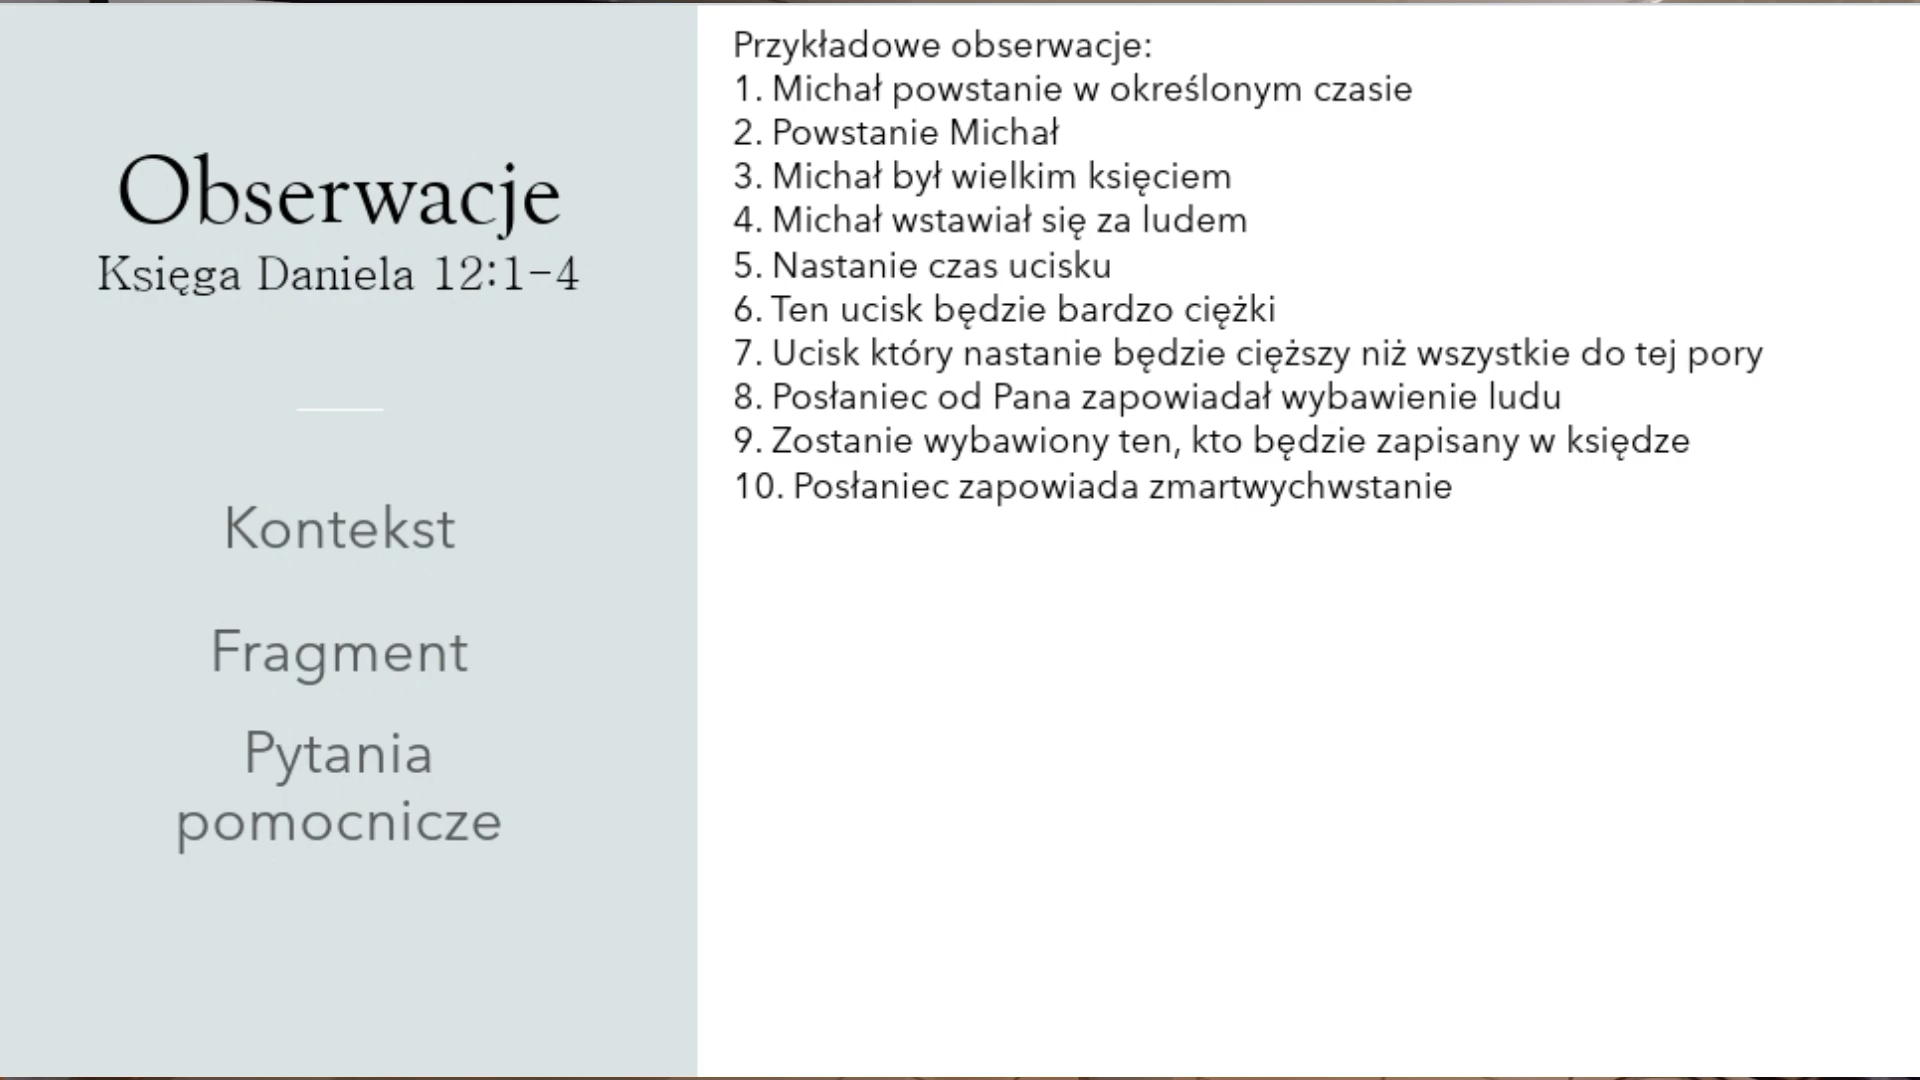 Obserwacje
Księga Daniela 12:1-4
Kontekst
Fragment
Pytania
pomocnicze
Przykładowe obserwacje:
1. Michał powstanie w określonym czasie
2. Powstanie Michał
3. Michał był wielkim księciem
4. Michał wstawiał się za ludem
5. Nastanie czas ucisku
6. Ten ucisk będzie bardzo ciężki
7. Ucisk który nastanie będzie cięższy niż wszystkie do tej pory
8. Posłaniec od Pana zapowiadał wybawienie ludu
9. Zostanie wybawiony ten, kto będzie zapisany w księdze
10. Posłaniec zapowiada zmartwychwstanie